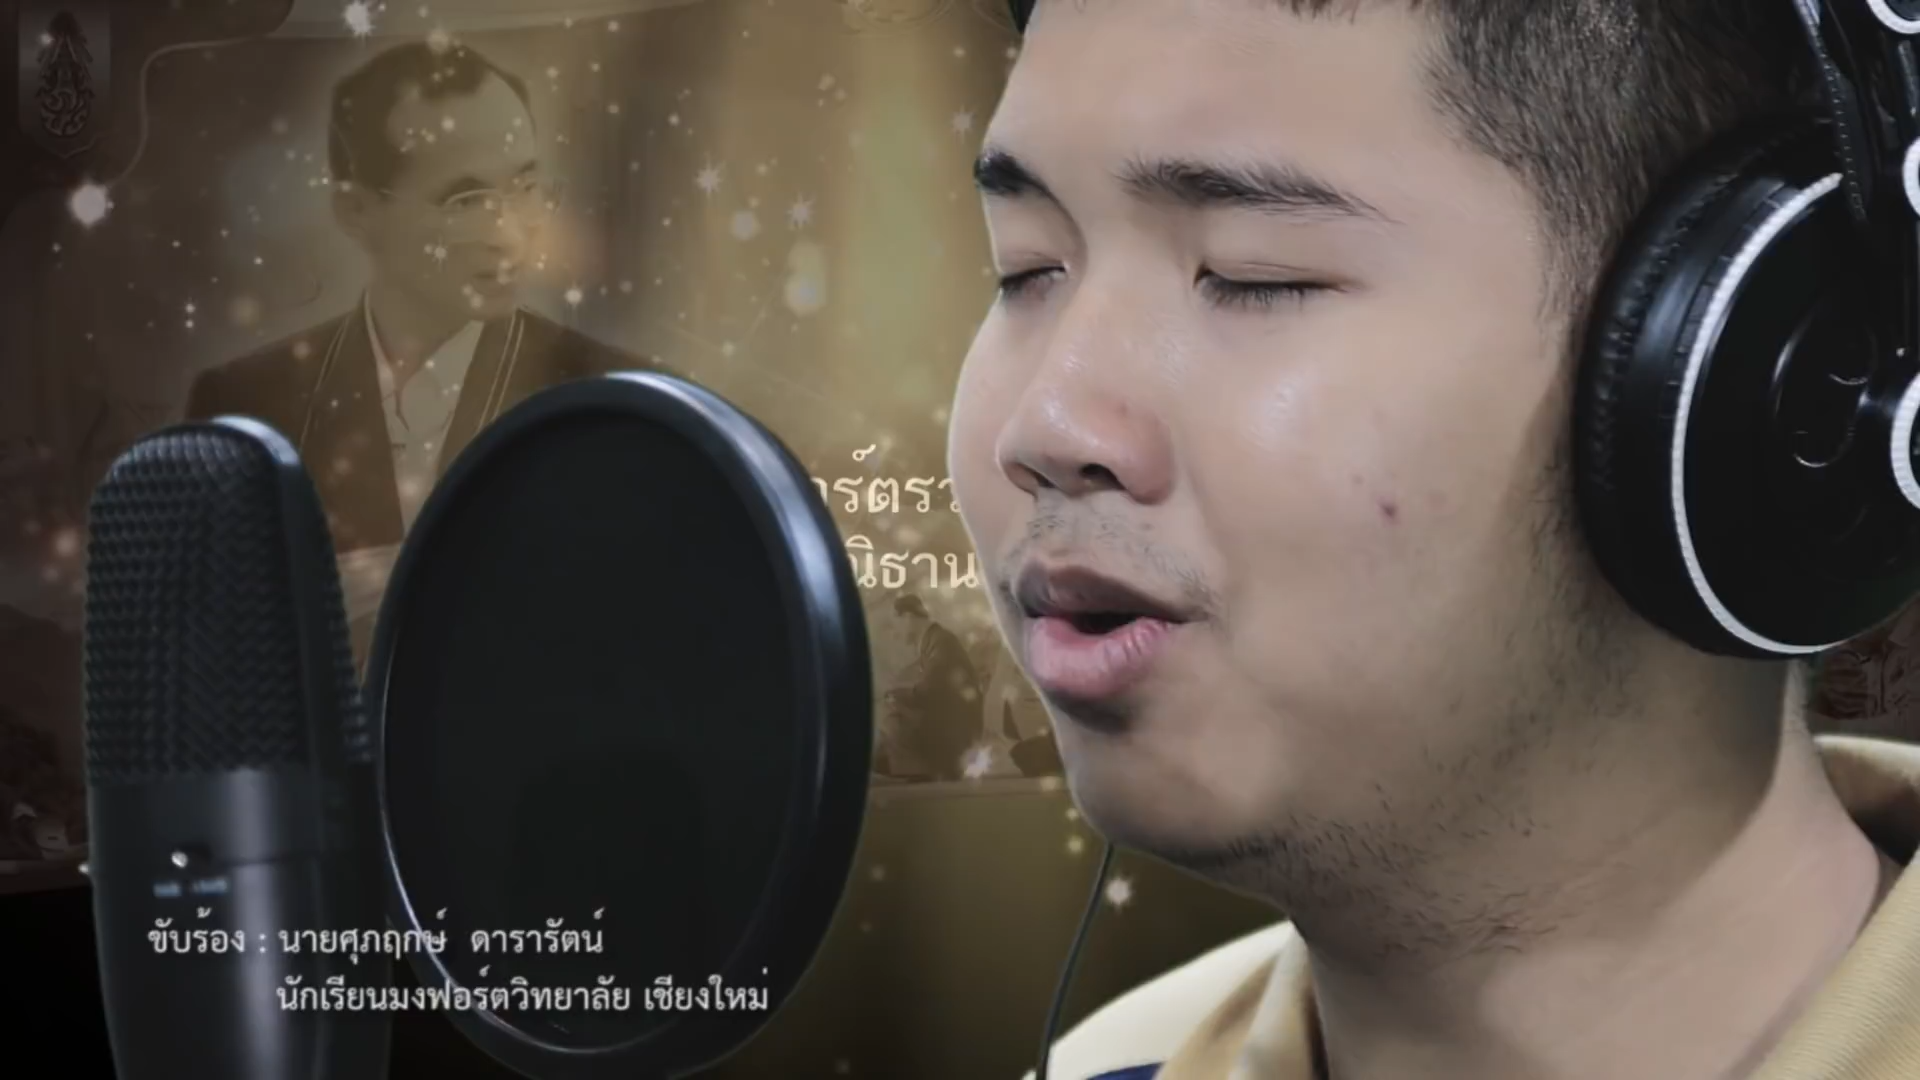 ขับร้อง : นายศุภฤกษ์ ดารารัตน์
นักเรียนมงฟอร์ตวิทยาลัย เชียงใหม่